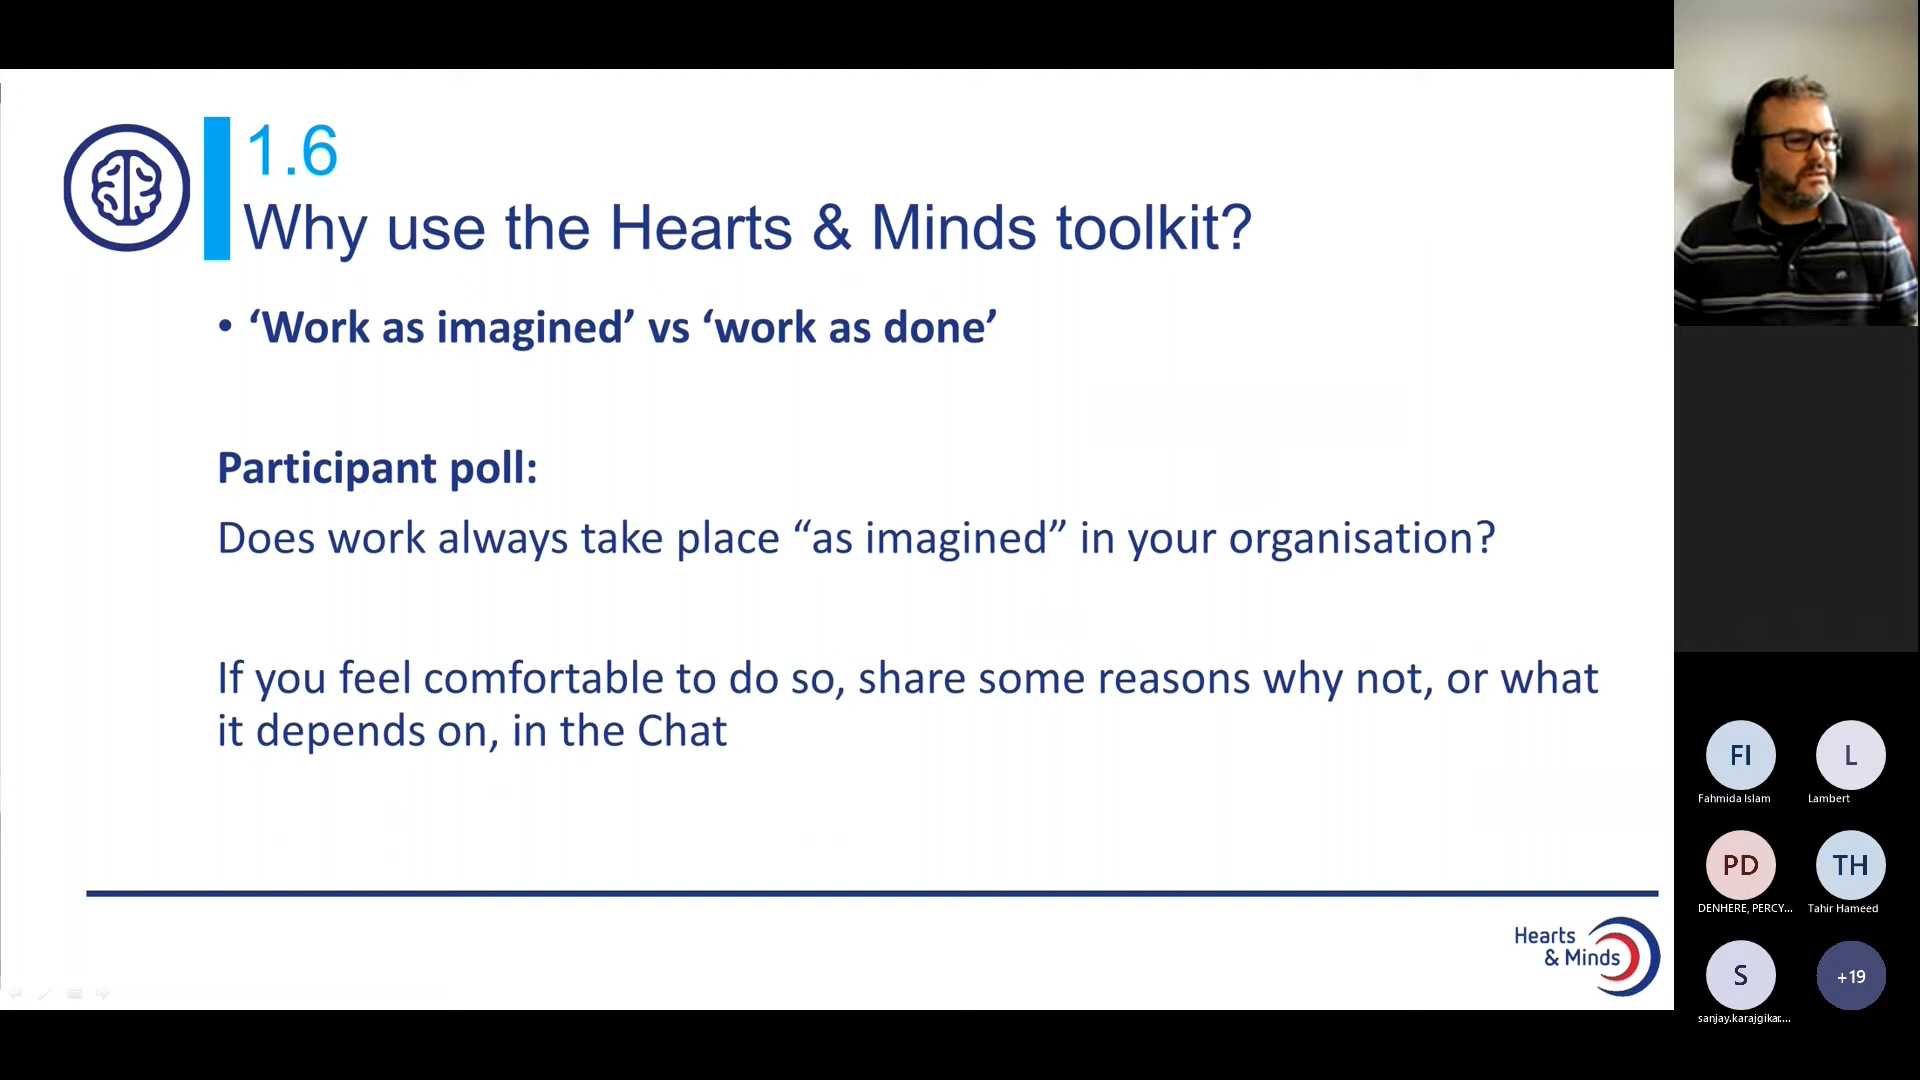 1.6
Why use the Hearts & Minds toolkit?
• ‘Work as imagined’ vs ‘work as done’
Participant poll:
Does work always take place “as imagined” in your organisation?
If you feel comfortable to do so, share some reasons why not, or what
it depends on, in the Chat
Hearts
& Minds
FI
L
Fahmida Islam
Lambert
PD
TH
DENHERE, PERCY...
Tahir Hameed
S
+19
sanjay.karajgikar....